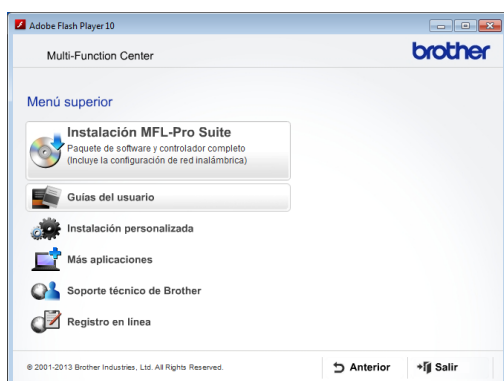 Adobe Flash Player 10
Multi-Function Center
brother
Menú superior
Instalación MFL-Pro Suite
Paquete de software y controlador completo
(Incluye la configuración de red inalámbrica)
Guías del usuario
Instalación personalizada
Más aplicaciones
Soporte técnico de Brother
Registro en línea
© 2001-2013 Brother Industries, Ltd. All Rights Reserved.
Anterior
Salir